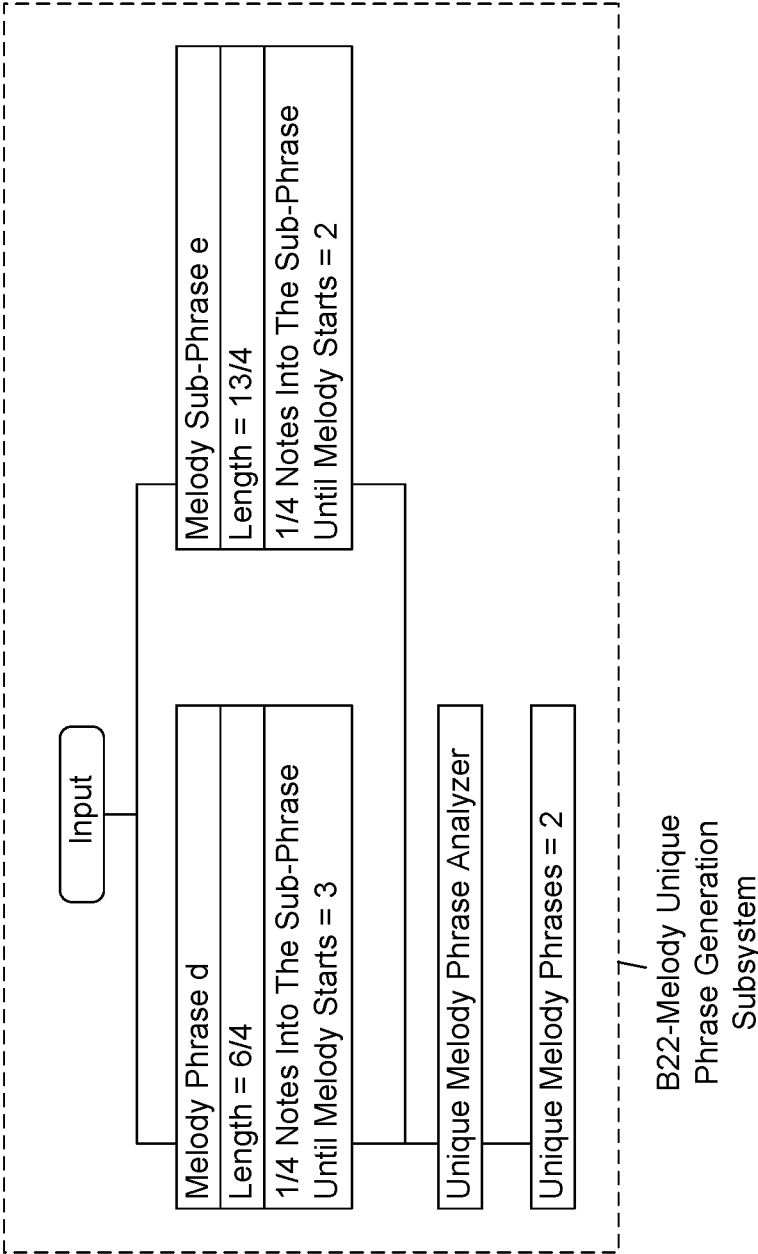 Input
Melody Phrase d
Length = 6/4
1/4 Notes Into The Sub-Phrase
Until Melody Starts = 3
Melody Sub-Phrase e
Length = 13/4
1/4 Notes Into The Sub-Phrase
Until Melody Starts = 2
Unique Melody Phrase Analyzer
Unique Melody Phrases = 2
B22-Melody Unique
Phrase Generation
Subsystem